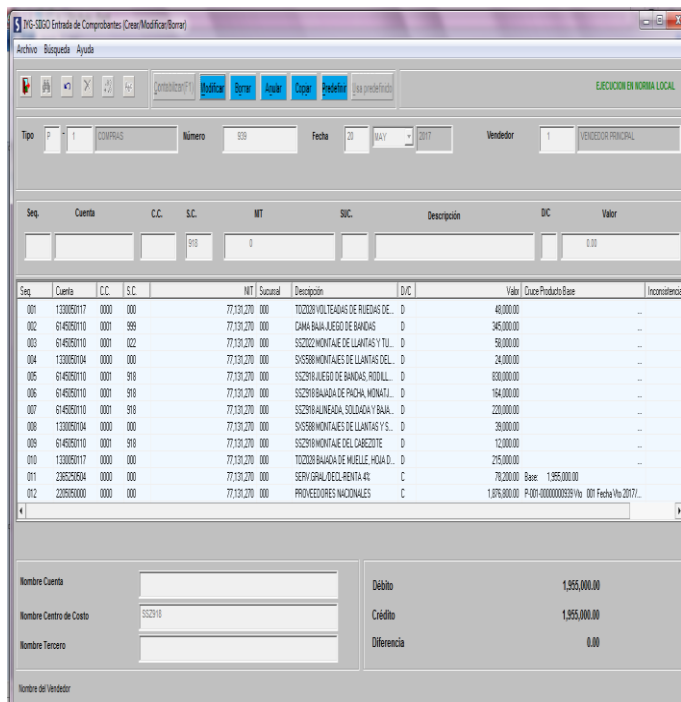 IYG-SIIGO Entrada de Comprobantes (Crear/Modificar/Borrar)
Archivo Búsqueda Ayuda
Contabilizar(F1) Modificar Borrar Anular Copiar Predefinir Usa predefinido EJECUCION EN NORMA LOCAL
Tipo P - 1 COMPRAS Número 939 Fecha 20 MAY 2017 Vendedor 1 VENDEDOR PRINCIPAL
Seq. Cuenta C.C. S.C. NIT SUC. Descripción D/C Valor
918 0 0.00
Seq. Cuenta C.C. S.C. NIT Sucursal Descripción D/C Valor Cruce Producto Base Inconsistencia
001 1330050117 0000 000 77,131,270 000 TOZ028 VOLTEADAS DE RUEDAS DE... D 48,000.00 ...
002 6145050110 0001 999 77,131,270 000 CAMA BAJA JUEGO DE BANDAS D 345,000.00 ...
003 6145050110 0001 022 77,131,270 000 SSZ022 MONTAJE DE LLANTAS Y TU... D 58,000.00 ...
004 1330050104 0000 000 77,131,270 000 SXS588 MONTAJES DE LLANTAS DEL... D 24,000.00 ...
005 6145050110 0001 918 77,131,270 000 SSZ918 JUEGO DE BANDAS, RODILL... D 830,000.00 ...
006 6145050110 0001 918 77,131,270 000 SSZ918 BAJADA DE PACHA, MONATJ... D 164,000.00 ...
007 6145050110 0001 918 77,131,270 000 SSZ918 ALINEADA, SOLDADA Y BAJA... D 220,000.00 ...
008 1330050104 0000 000 77,131,270 000 SXS588 MONTAJES DE LLANTAS Y S... D 39,000.00 ...
009 6145050110 0001 918 77,131,270 000 SSZ918 MONTAJE DEL CABEZOTE D 12,000.00 ...
010 1330050117 0000 000 77,131,270 000 TOZ028 BAJADA DE MUELLE, HOJA D... D 215,000.00 ...
011 2365250504 0000 000 77,131,270 000 SERV.GRAL/DECL-RENTA 4% C 78,200.00 Base: 1,955,000.00
012 2205050000 0000 000 77,131,270 000 PROVEEDORES NACIONALES C 1,876,800.00 P-001-00000000939 Vto 001 Fecha Vto 2017/...
Nombre Cuenta
Débito 1,955,000.00
Nombre Centro de Costo SSZ918
Crédito 1,955,000.00
Nombre Tercero
Diferencia 0.00
Nombre del Vendedor